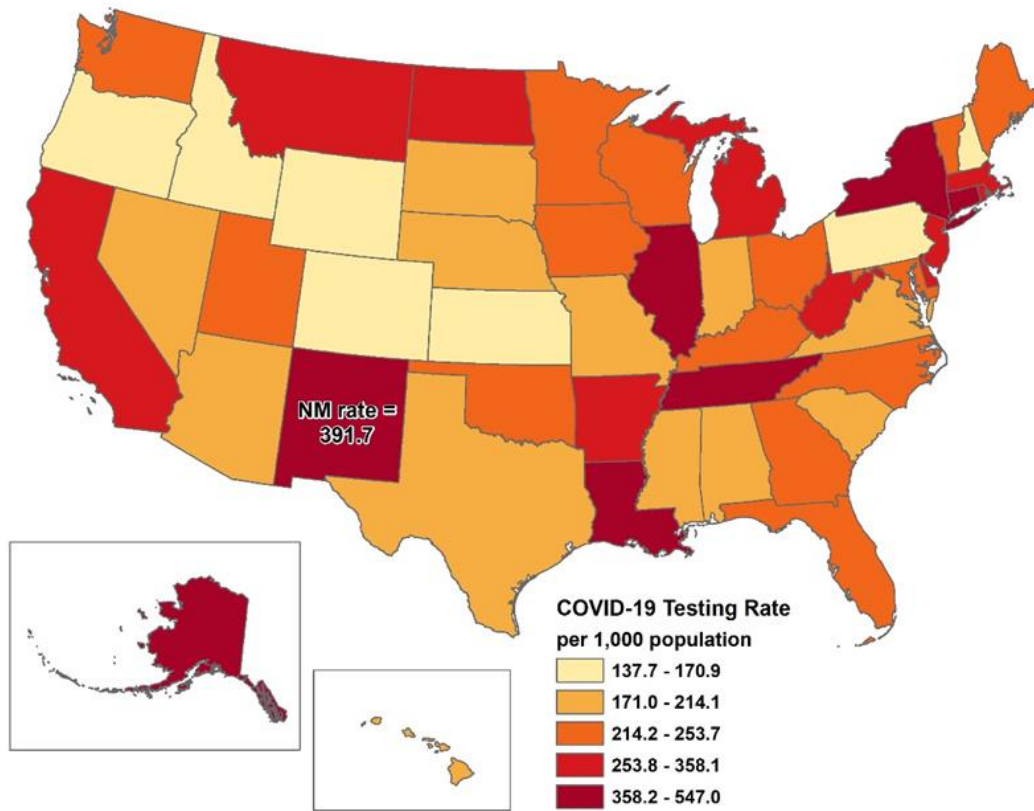 NM rate =
391.7
COVID-19 Testing Rate
per 1,000 population
137.7 - 170.9
171.0 - 214.1
214.2 - 253.7
253.8 - 358.1
358.2 - 547.0